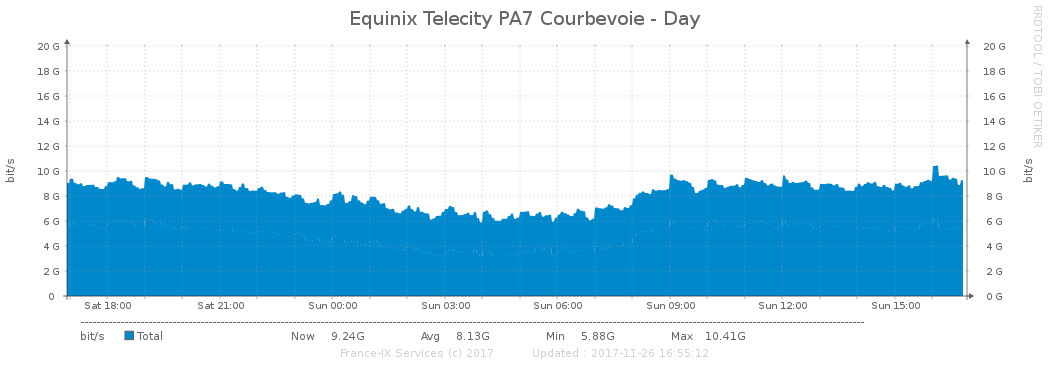 Equinix Telecity PA7 Courbevoie - Day
RRDTOOL / TOBI OETIKER
bit/s
bit/s
20 G 20 G
18 G 18 G
16 G 16 G
14 G 14 G
12 G 12 G
10 G 10 G
8 G 8 G
6 G 6 G
4 G 4 G
2 G 2 G
0 0 G
Sat 18:00 Sat 21:00 Sun 00:00 Sun 03:00 Sun 06:00 Sun 09:00 Sun 12:00 Sun 15:00
bit/s Total Now 9.24G Avg 8.13G Min 5.88G Max 10.41G
France-IX Services (c) 2017 Updated : 2017-11-26 16:55:12